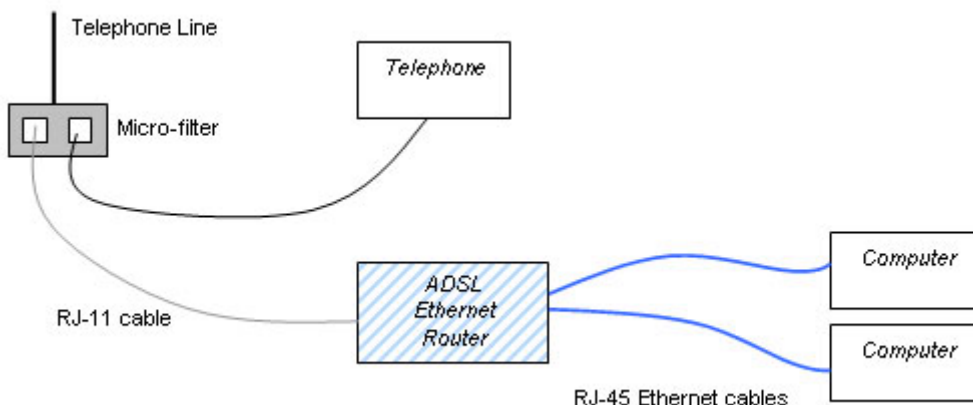 Telephone Line
Telephone
Micro-filter
ADSL
Ethernet
Router
Computer
RJ-11 cable
Computer
RJ-45 Ethernet cables